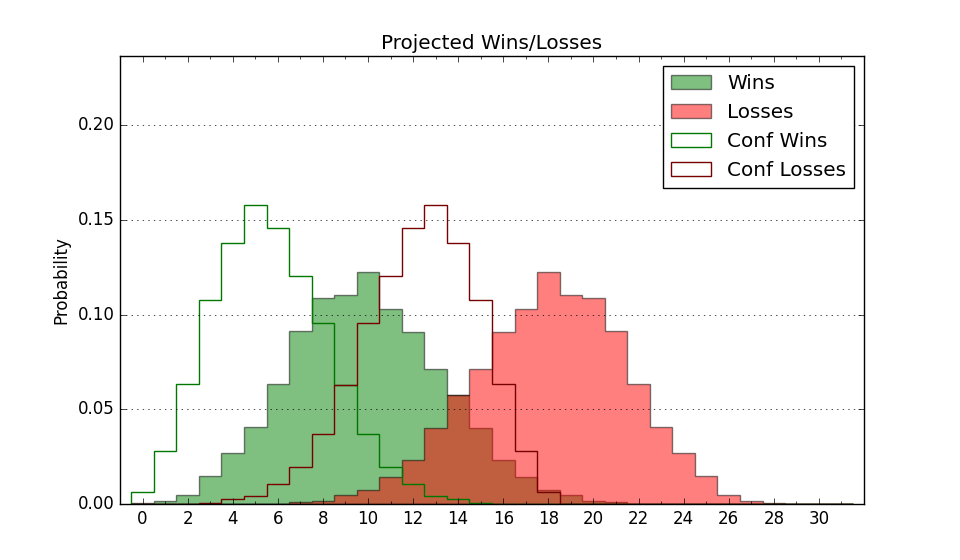 Projected Wins/Losses
Wins
Losses
Conf Wins
Conf Losses
Probability
0.20
0.15
0.10
0.05
0.00
0 2 4 6 8 10 12 14 16 18 20 22 24 26 28 30